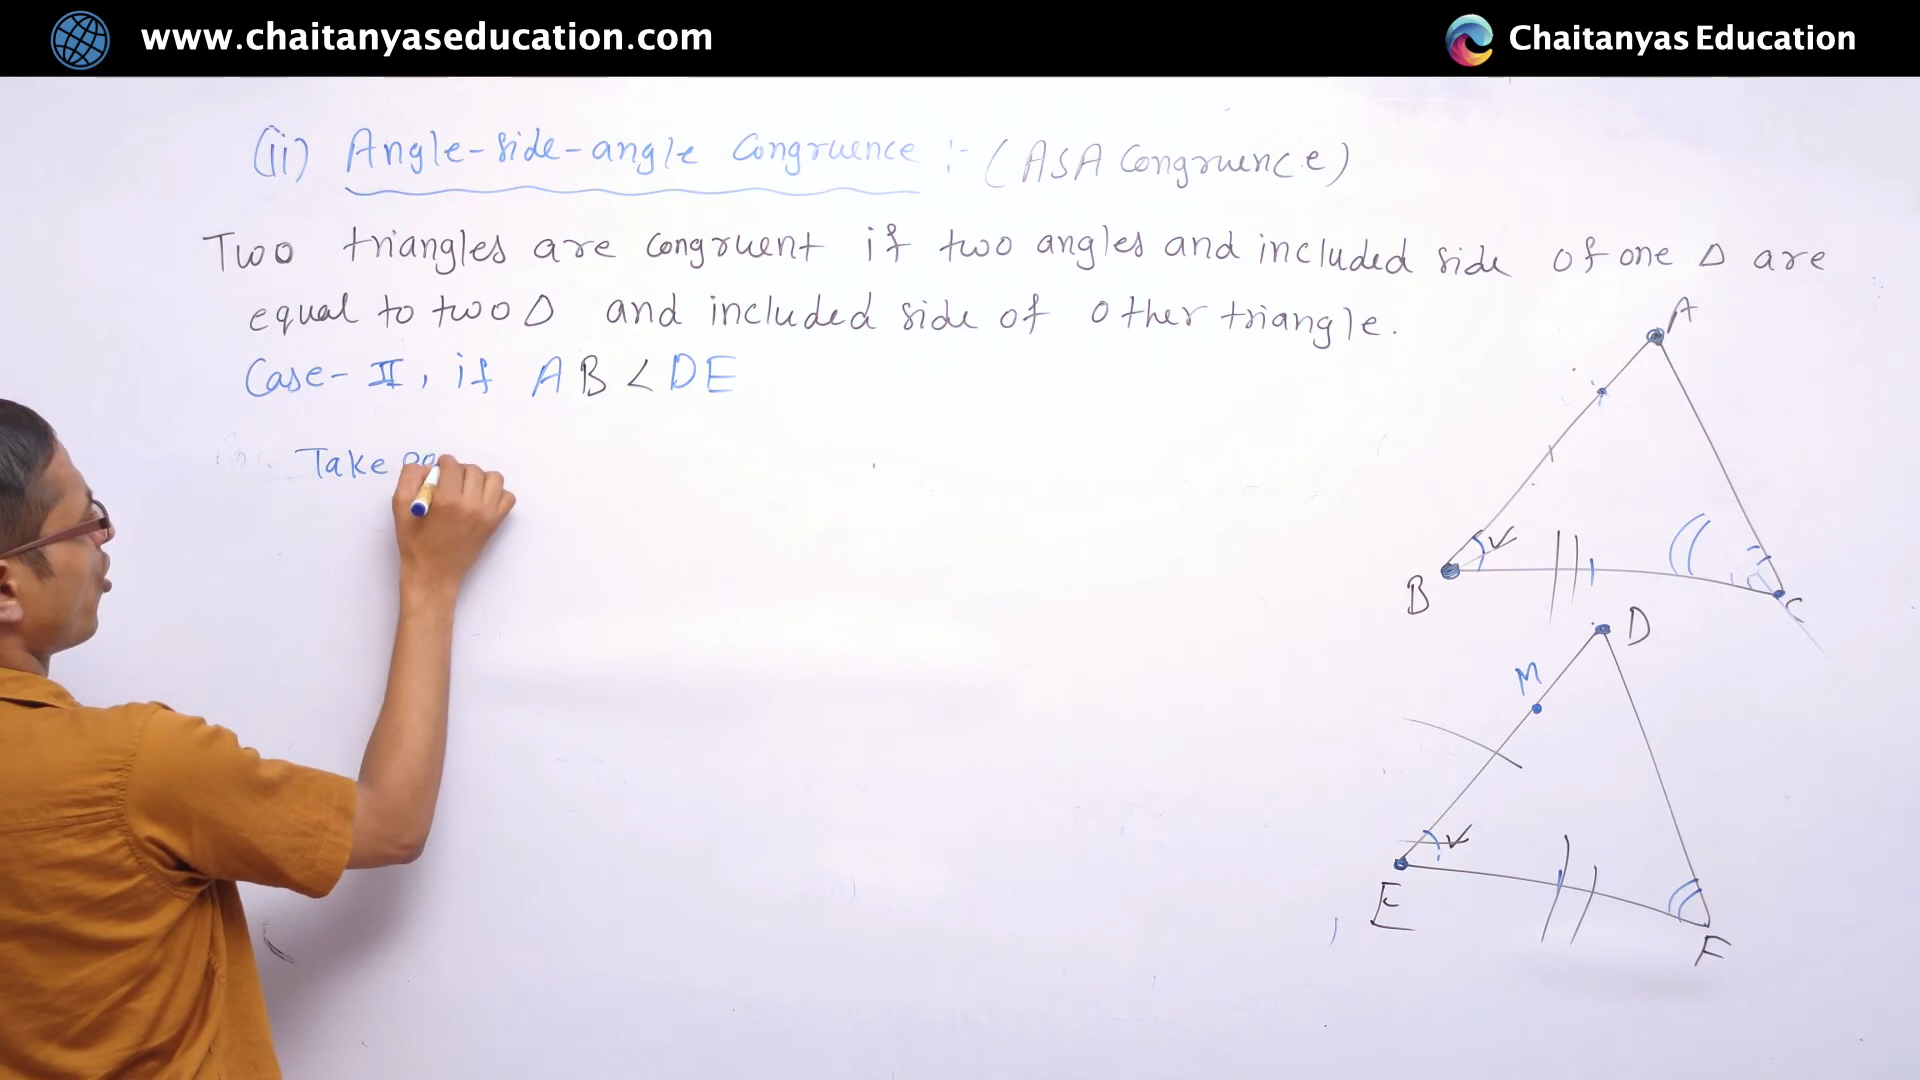 www.chaitanyaseducation.com
Chaitanyas Education
(ii) Angle-side-angle Congruence :- (ASA Congruence)
Two triangles are congruent if two angles and included side of one Δ are
equal to two Δ and included side of other triangle.
Case-II, if AB < DE
Take
A
B
C
D
M
E
F